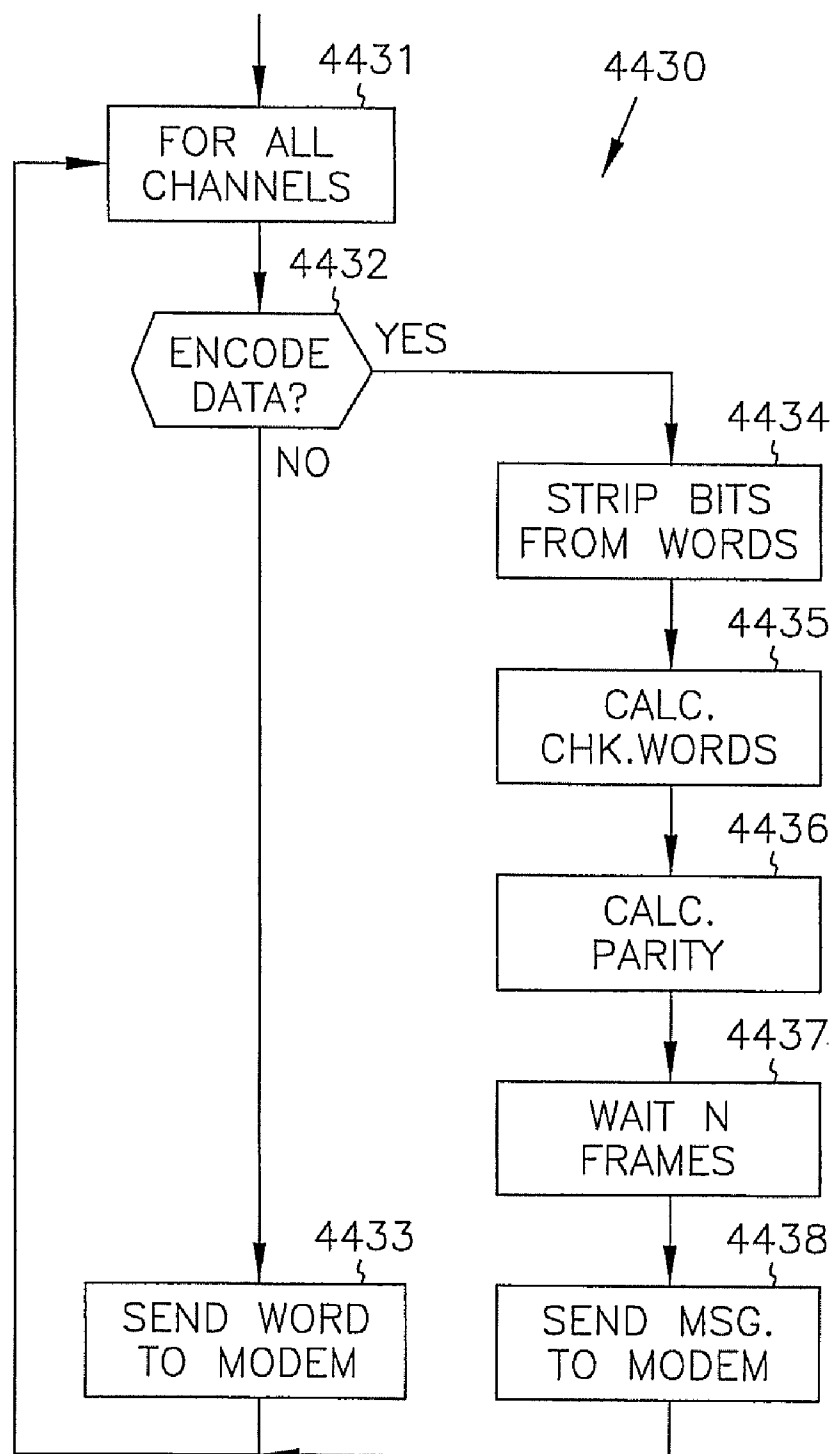 4431
4430
FOR ALL
CHANNELS
4432
ENCODE
DATA?
YES
NO
4434
STRIP BITS
FROM WORDS
4435
CALC.
CHK.WORDS
4436
CALC.
PARITY
4437
WAIT N
FRAMES
4433
SEND WORD
TO MODEM
4438
SEND MSG.
TO MODEM